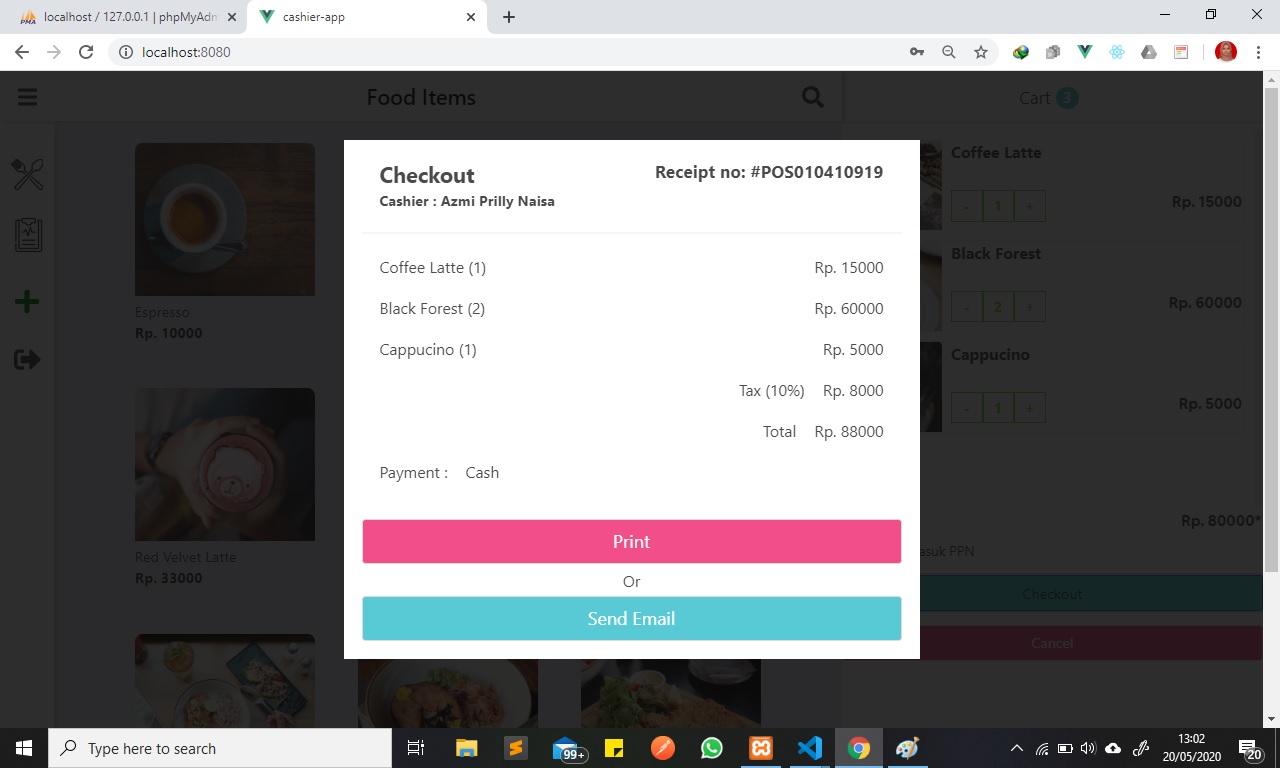 localhost / 127.0.0.1 | phpMyAdm
cashier-app
localhost:8080
Food Items
Cart 3
Checkout
Receipt no: #POS010410919
Cashier : Azmi Prilly Naisa
Coffee Latte (1) Rp. 15000
Black Forest (2) Rp. 60000
Cappucino (1) Rp. 5000
Tax (10%) Rp. 8000
Total Rp. 88000
Payment : Cash
Print
Or
Send Email
Espresso
Rp. 10000
Red Velvet Latte
Rp. 33000
Coffee Latte
- 1 + Rp. 15000
Black Forest
- 2 + Rp. 60000
Cappucino
- 1 + Rp. 5000
Rp. 80000*
asuk PPN
Checkout
Cancel
Type here to search
99+
13:02
20/05/2020
20